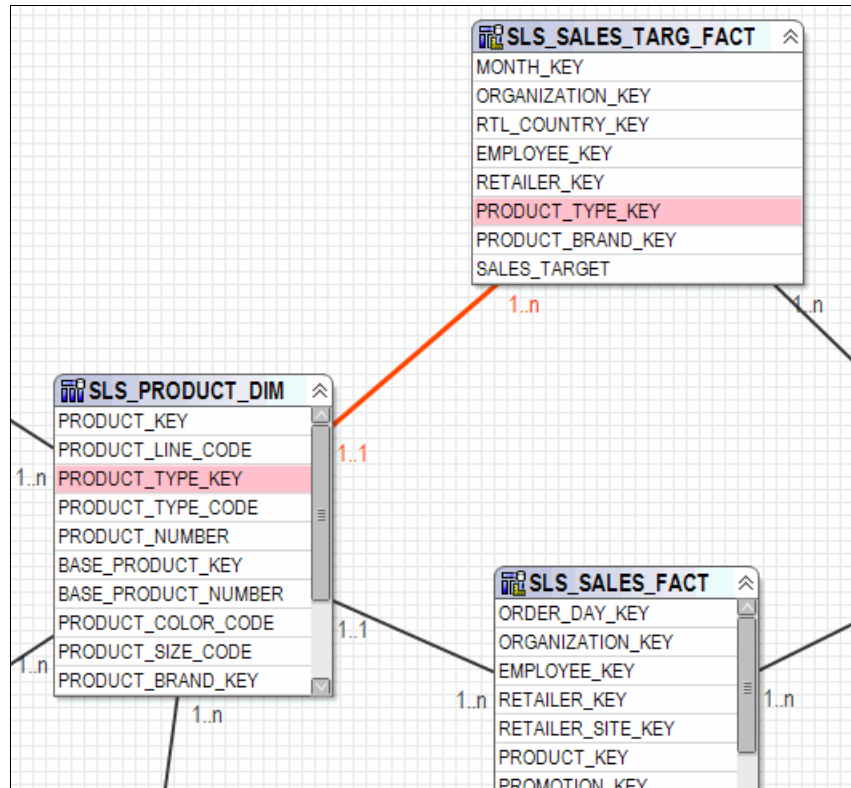 SLS_SALES_TARG_FACT
MONTH_KEY
ORGANIZATION_KEY
RTL_COUNTRY_KEY
EMPLOYEE_KEY
RETAILER_KEY
PRODUCT_TYPE_KEY
PRODUCT_BRAND_KEY
SALES_TARGET
1..n
1..n
SLS_PRODUCT_DIM
PRODUCT_KEY
PRODUCT_LINE_CODE
PRODUCT_TYPE_KEY
PRODUCT_TYPE_CODE
PRODUCT_NUMBER
BASE_PRODUCT_KEY
BASE_PRODUCT_NUMBER
PRODUCT_COLOR_CODE
PRODUCT_SIZE_CODE
PRODUCT_BRAND_KEY
1..1
1..n
1..1
1..n
1..n
SLS_SALES_FACT
ORDER_DAY_KEY
ORGANIZATION_KEY
EMPLOYEE_KEY
RETAILER_KEY
RETAILER_SITE_KEY
PRODUCT_KEY
PROMOTION_KEY
1..n
1..n